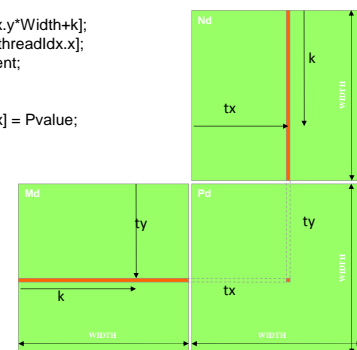 x.y*Width+k];
threadIdx.x];
ent;
x] = Pvalue;
Nd
k
tx
WIDTH
Md
Pd
ty
ty
WIDTH
k
tx
WIDTH
WIDTH